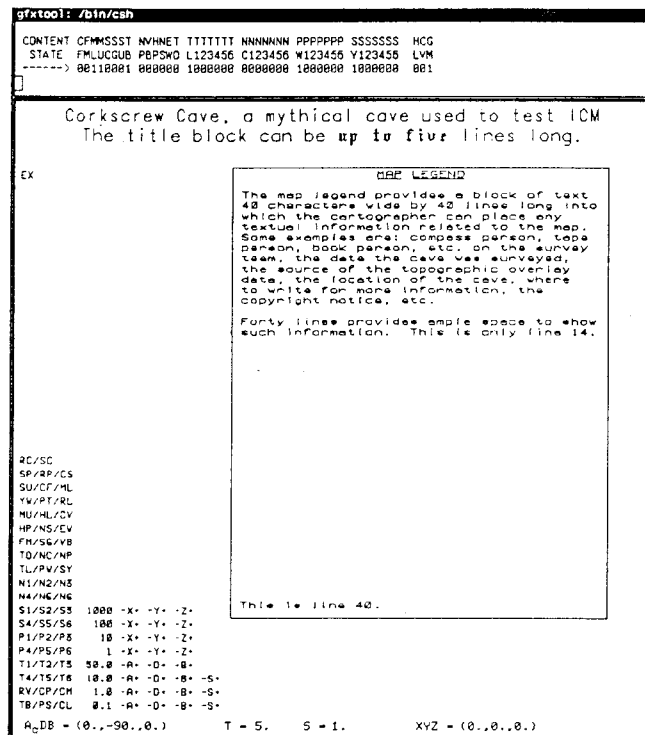 gfxtool: /bin/csh
CONTENT CFMMSSST NVHNET TTTTTTT NNNNNNN PPPPPPP SSSSSSS HCG
STATE FMLUCGUB PBPSWO L123456 C123456 W123456 Y123456 LVM
------> 00110001 000000 1000000 0000000 1000000 1000000 001
Corkscrew Cave, a mythical cave used to test ICM
The title block can be up to five lines long.
EX
MAP LEGEND
The map legend provides a block of text
40 characters wide by 40 lines long into
which the cartographer can place any
textual information related to the map.
Some examples are: compass person, tape
person, book person, etc. on the survey
team, the date the cave was surveyed,
the source of the topographic overlay
data, the location of the cave, where
to write for more information, the
copyright notice, etc.
Forty lines provides ample space to show
such information. This is only line 14.
This is line 40.
RC/SC
SP/RP/CS
SU/CF/ML
YW/PT/RL
MU/HL/CV
HP/NS/EV
FM/SG/VB
TO/NC/NP
TL/PW/SY
N1/N2/N3
N4/N5/N6
S1/S2/S3 1000 -X+ -Y+ -Z+
S4/S5/S6 100 -X+ -Y+ -Z+
P1/P2/P3 10 -X+ -Y+ -Z+
P4/P5/P6 1 -X+ -Y+ -Z+
T1/T2/T3 50.0 -A+ -D+ -B+
T4/T5/T6 10.0 -A+ -D+ -B+ -S+
RV/CP/CM 1.0 -A+ -D+ -B+ -S+
TB/PS/CL 0.1 -A+ -D+ -B+ -S+
AcDB = (0.,-90.,0.) T = 5. S = 1. XYZ = (0.,0.,0.)